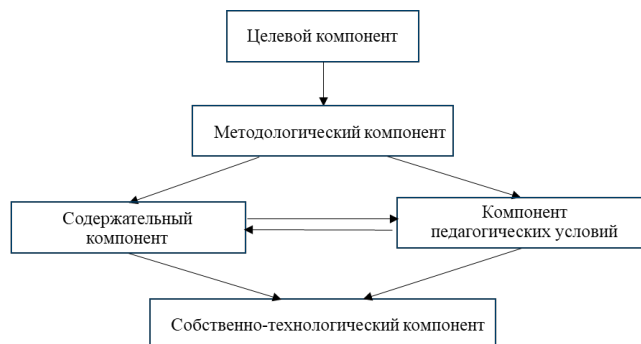 Целевой компонент
Методологический компонент
Содержательный
компонент
Компонент
педагогических условий
Собственно-технологический компонент